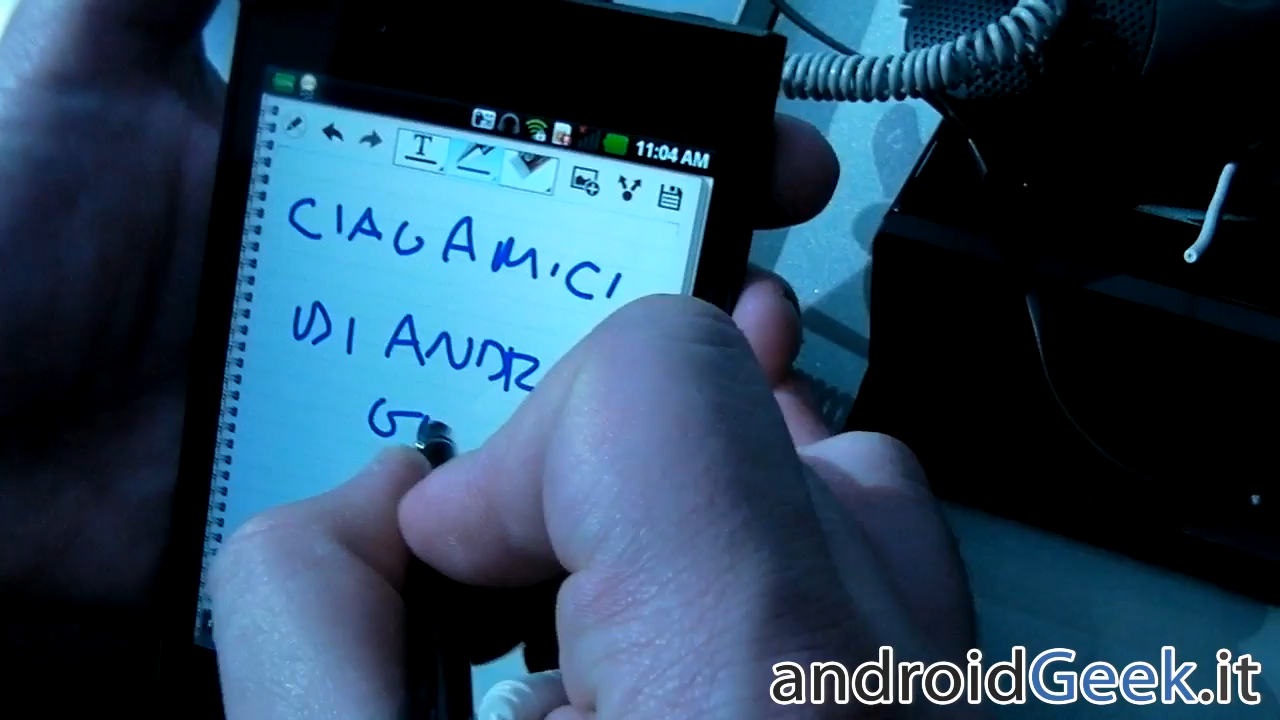 11:04 AM
T
CIAO AMICI
DI ANDR
G
androidGeek.it